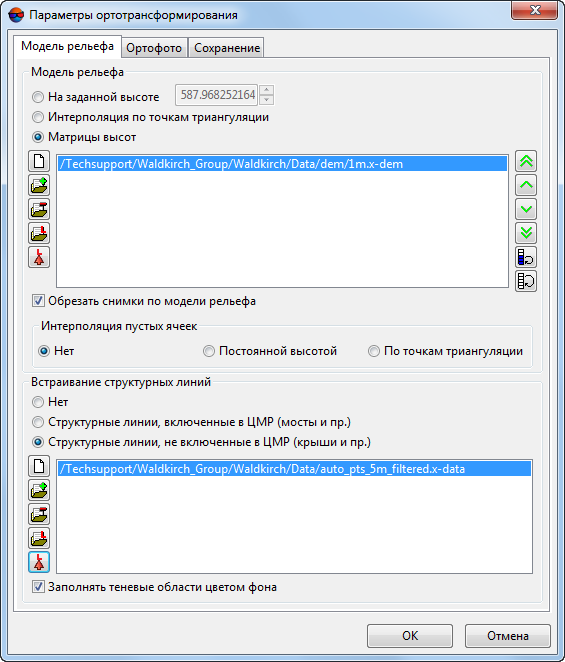 Параметры ортотрансформирования
Модель рельефа Ортофото Сохранение
Модель рельефа
На заданной высоте 587.968252164
Интерполяция по точкам триангуляции
Матрицы высот
/Techsupport/Waldkirch_Group/Waldkirch/Data/dem/1m.x-dem
Обрезать снимки по модели рельефа
Интерполяция пустых ячеек
Нет Постоянной высотой По точкам триангуляции
Встраивание структурных линий
Нет
Структурные линии, включенные в ЦМР (мосты и пр.)
Структурные линии, не включенные в ЦМР (крыши и пр.)
/Techsupport/Waldkirch_Group/Waldkirch/Data/auto_pts_5m_filtered.x-data
Заполнять теневые области цветом фона
OK Отмена